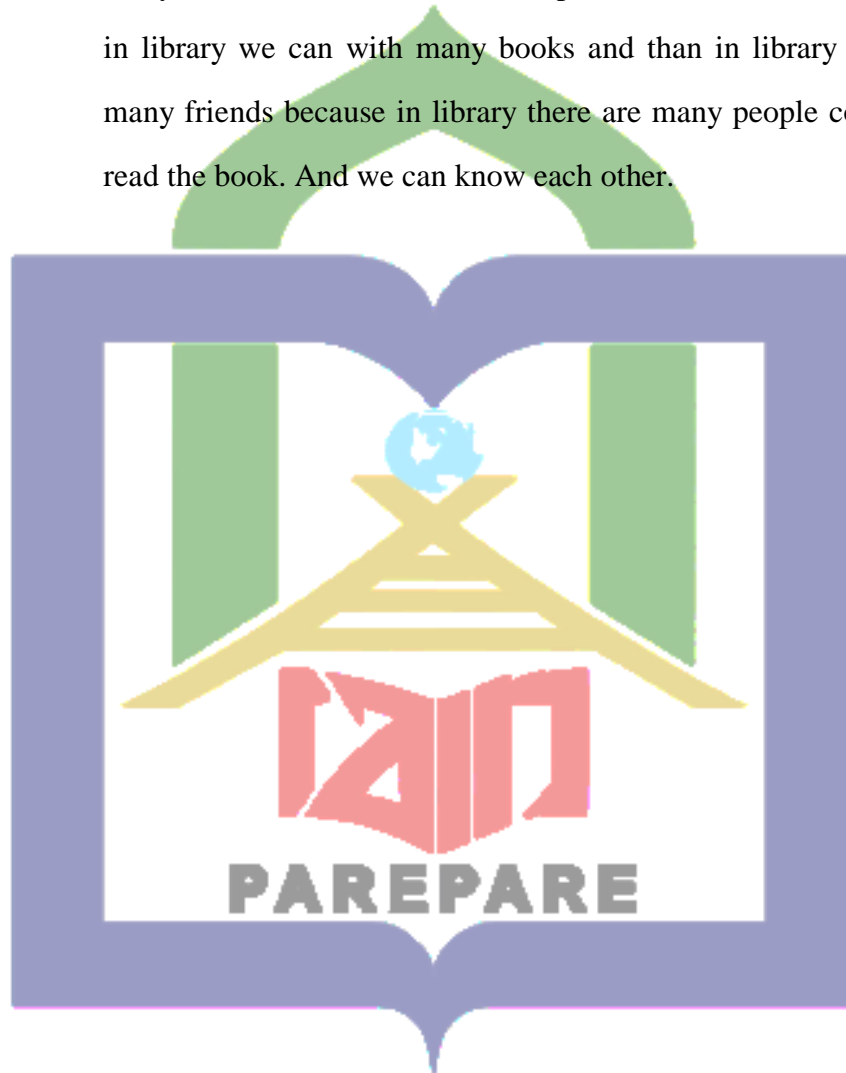 in library we can with many books and than in library
many friends because in library there are many people
read the book. And we can know each other.
iain
PAREPARE